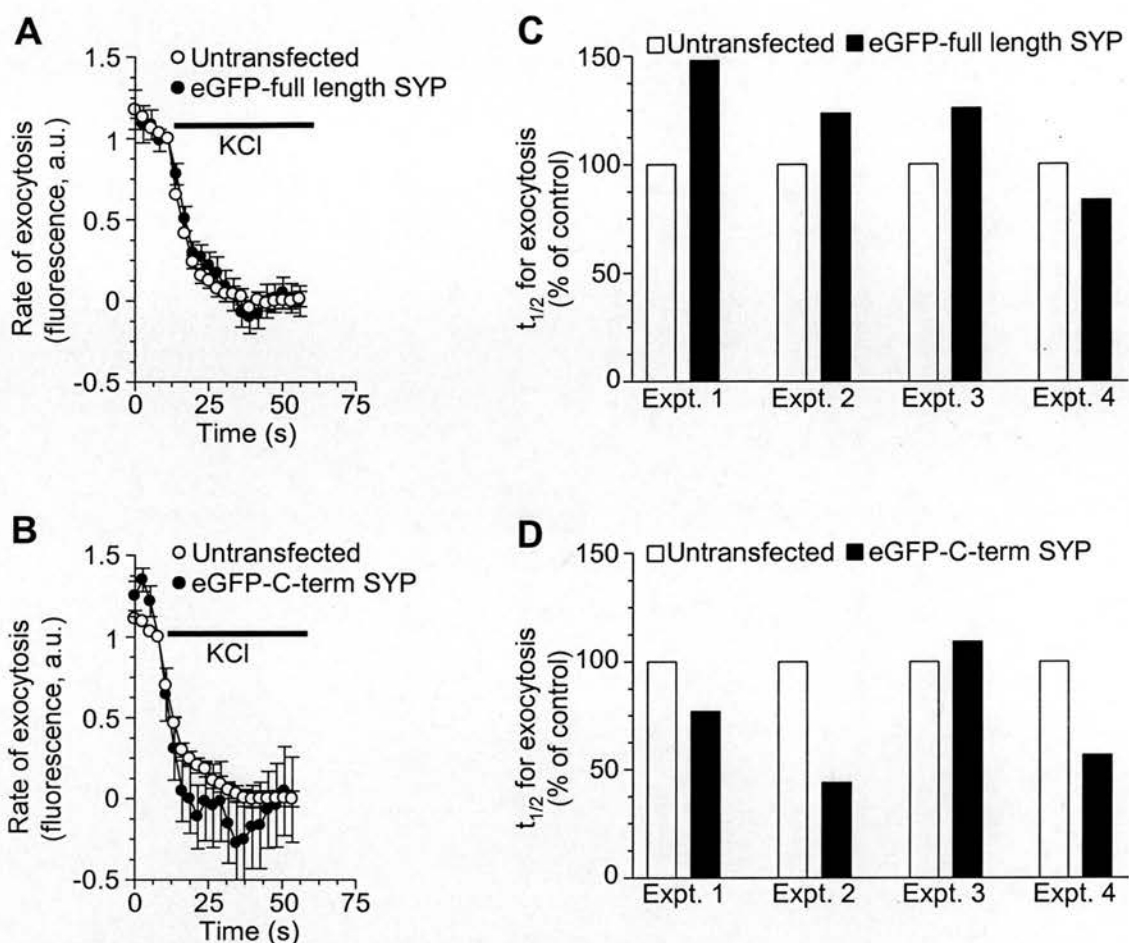 A
Untransfected
eGFP-full length SYP
KCl
Rate of exocytosis
(fluorescence, a.u.)
1.5
1
0.5
0
-0.5
0 25 50 75
Time (s)
C
Untransfected eGFP-full length SYP
t1/2 for exocytosis
(% of control)
150
100
50
0
Expt. 1 Expt. 2 Expt. 3 Expt. 4
B
Untransfected
eGFP-C-term SYP
KCl
Rate of exocytosis
(fluorescence, a.u.)
1.5
1
0.5
0
-0.5
0 25 50 75
Time (s)
D
Untransfected eGFP-C-term SYP
t1/2 for exocytosis
(% of control)
150
100
50
0
Expt. 1 Expt. 2 Expt. 3 Expt. 4